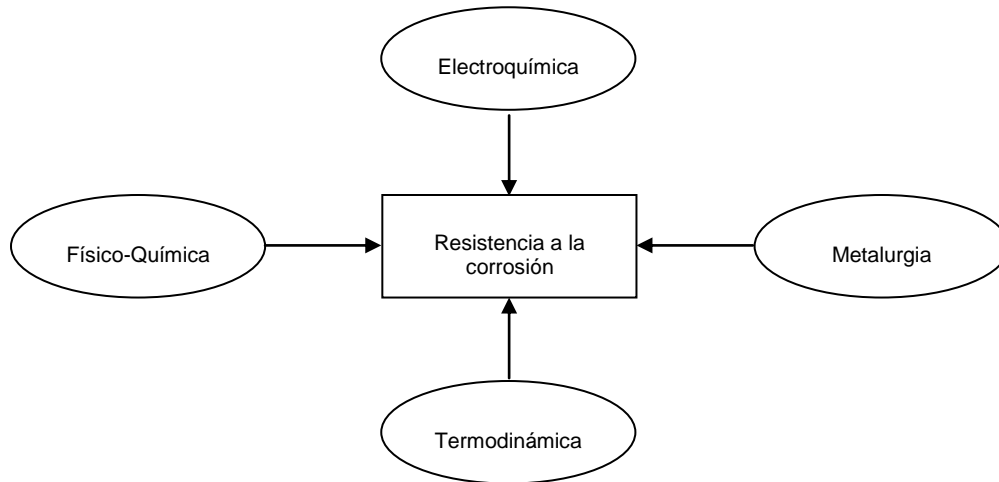 Electroquímica
Físico-Química
Resistencia a la
corrosión
Metalurgia
Termodinámica